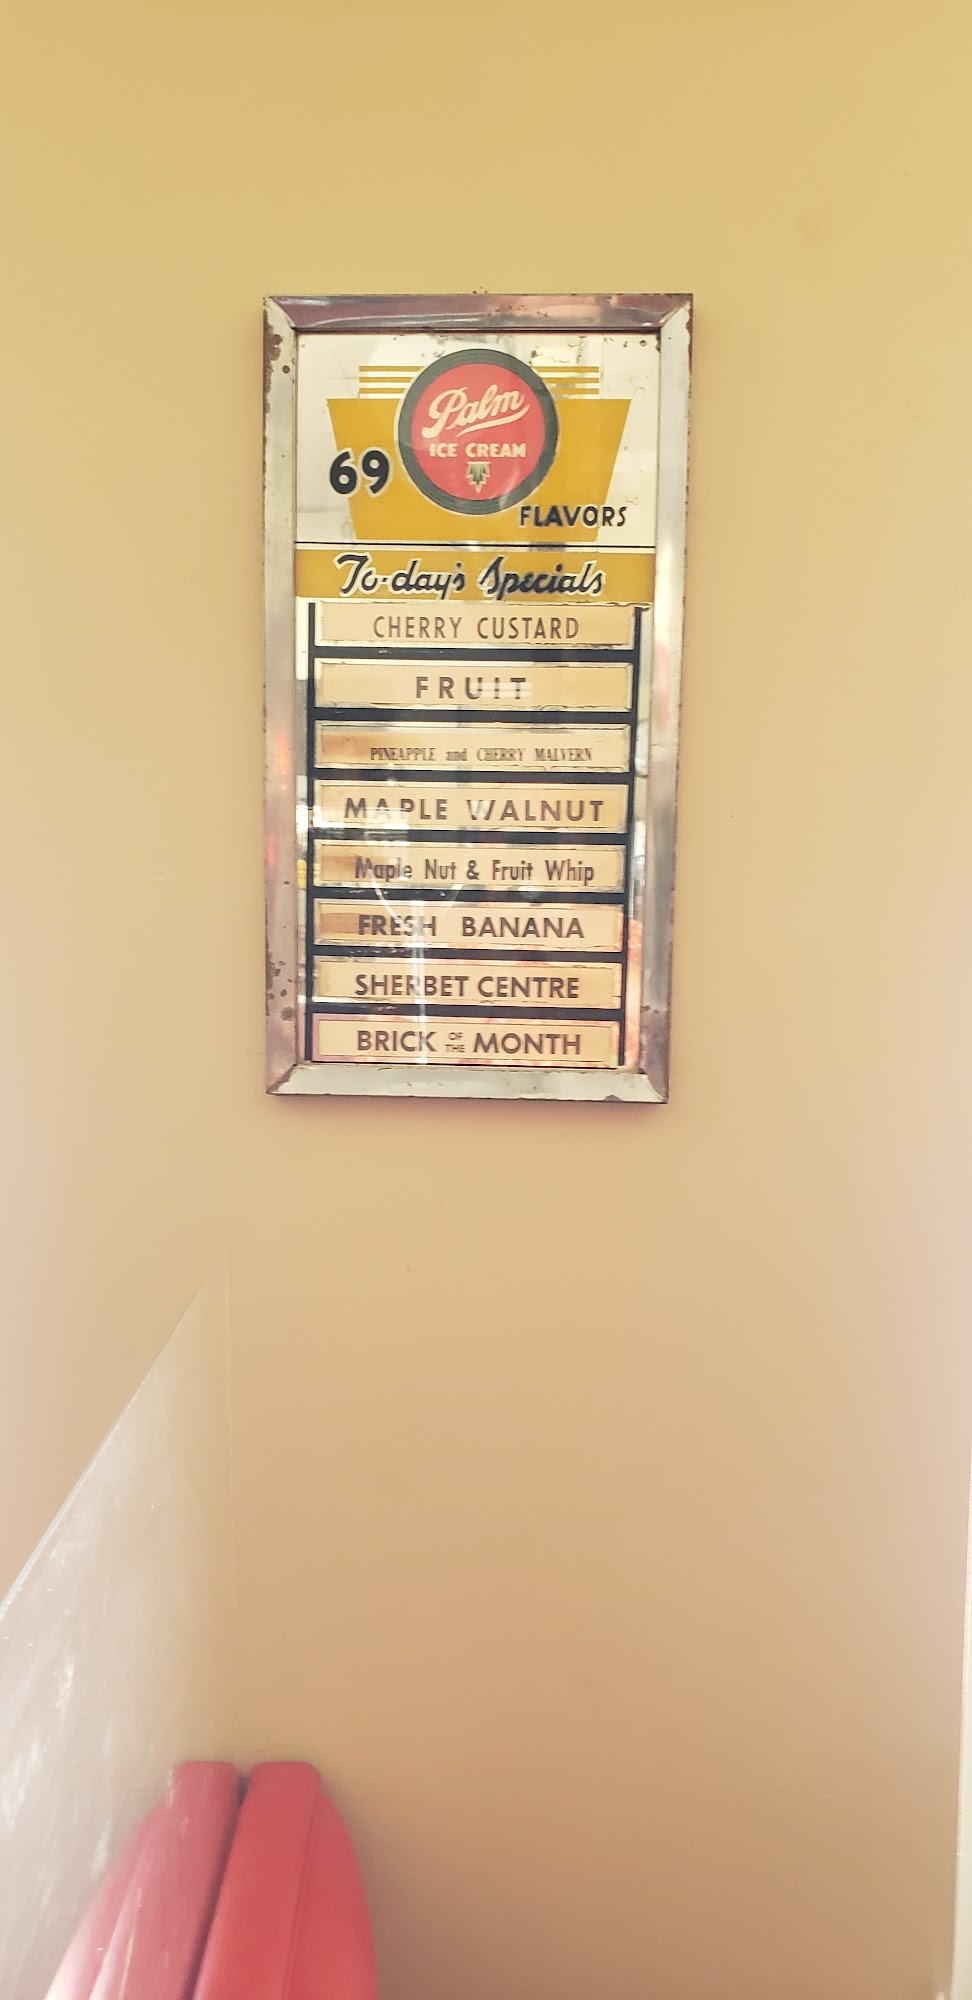 Palm
ICE CREAM
69
FLAVORS
To-day's Specials
CHERRY CUSTARD
FRUIT
PINEAPPLE and CHERRY MALVERN
MAPLE WALNUT
Maple Nut & Fruit Whip
FRESH BANANA
SHERBET CENTRE
BRICK OF THE MONTH